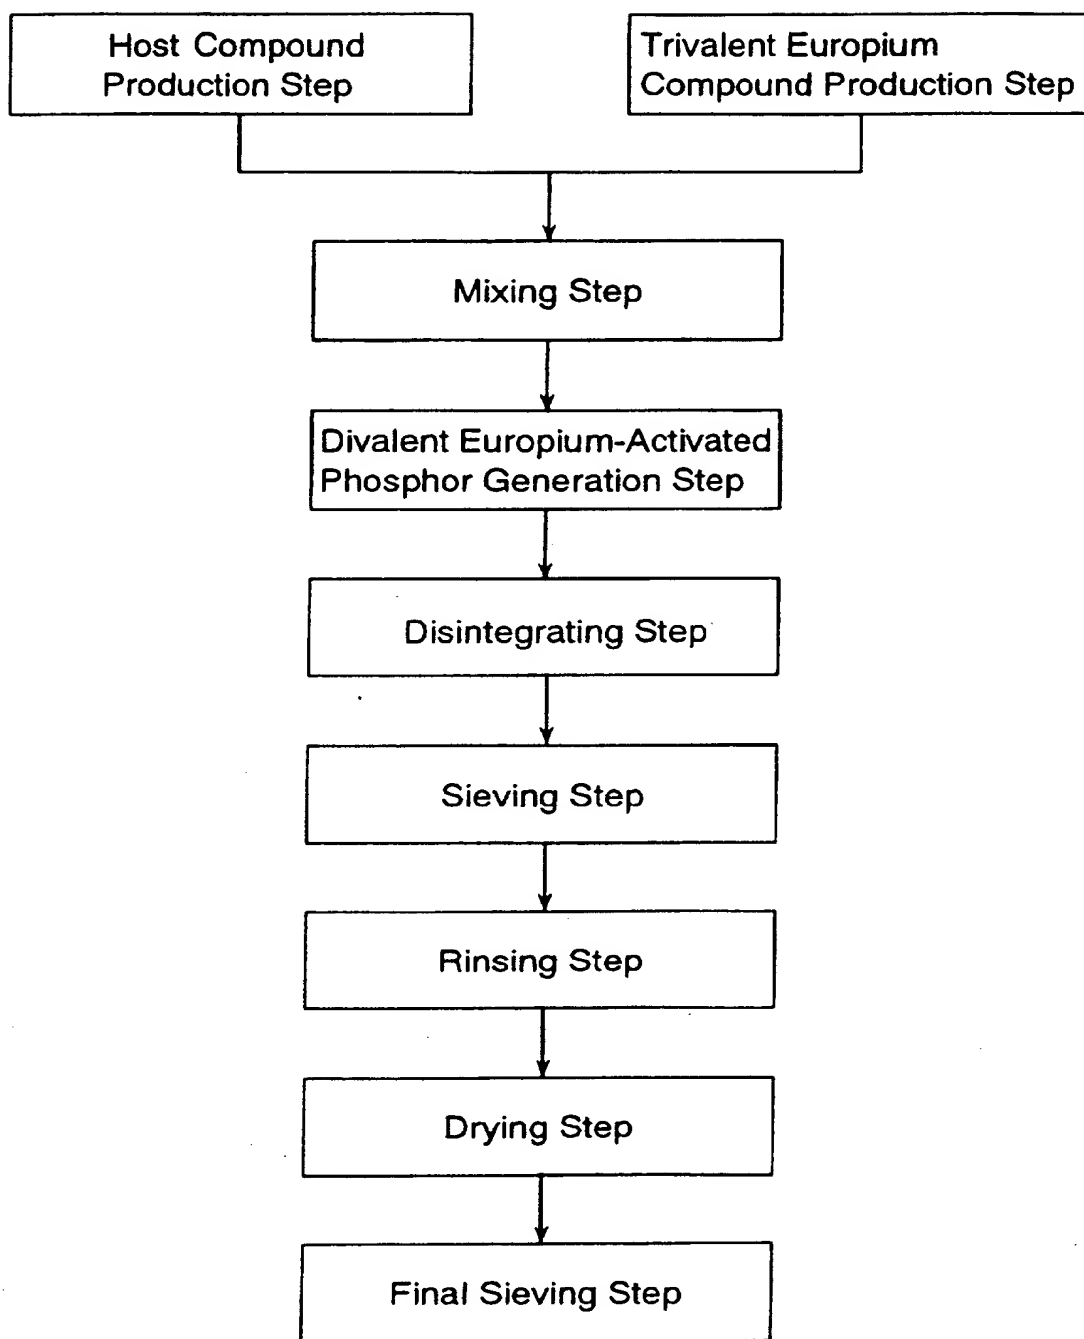 Host Compound
Production Step
Trivalent Europium
Compound Production Step
Mixing Step
Divalent Europium-Activated
Phosphor Generation Step
Disintegrating Step
Sieving Step
Rinsing Step
Drying Step
Final Sieving Step